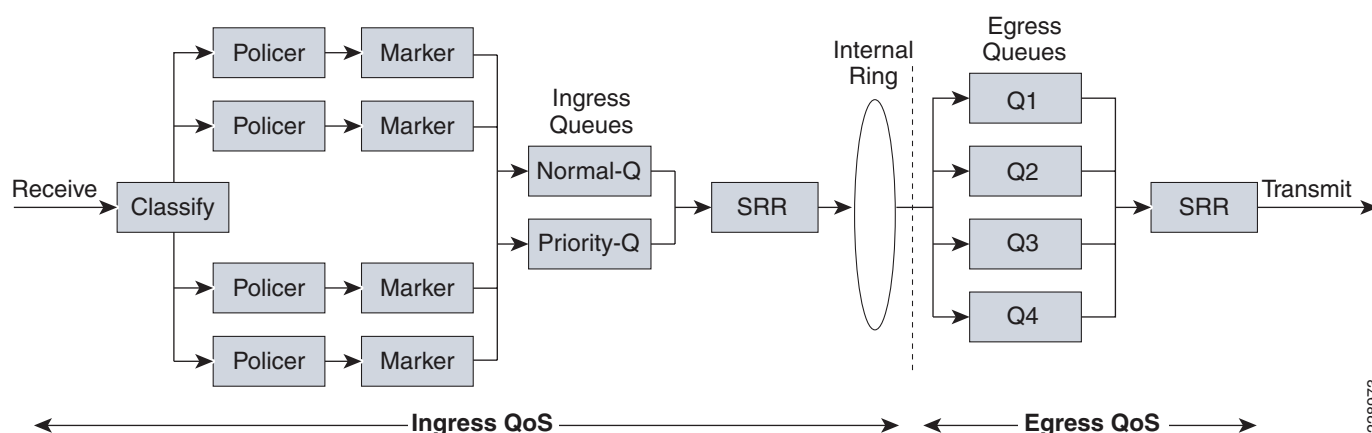 Receive
Classify
Policer
Marker
Policer
Marker
Policer
Marker
Policer
Marker
Ingress
Queues
Normal-Q
Priority-Q
SRR
Internal
Ring
Egress
Queues
Q1
Q2
Q3
Q4
SRR
Transmit
Ingress QoS
Egress QoS